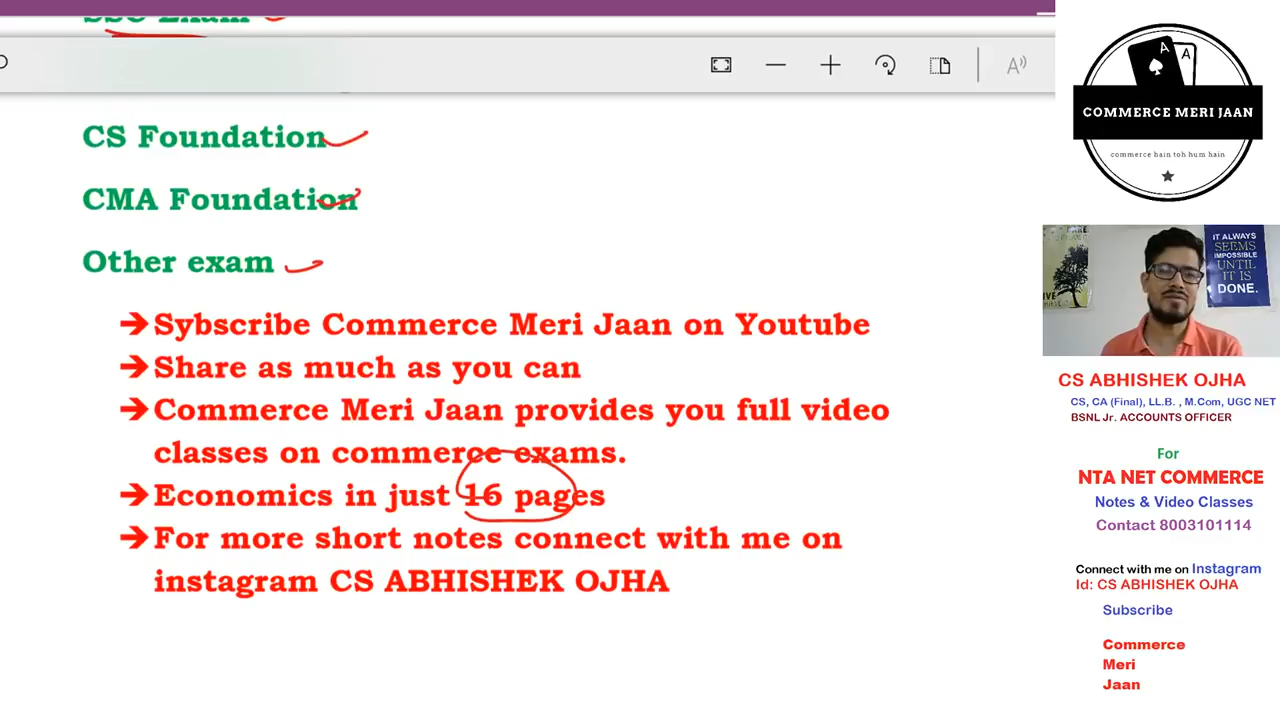 SSC Exam
CS Foundation
CMA Foundation
Other exam
➔ Sybscribe Commerce Meri Jaan on Youtube
➔ Share as much as you can
➔ Commerce Meri Jaan provides you full video
classes on commerce exams.
➔ Economics in just 16 pages
➔ For more short notes connect with me on
instagram CS ABHISHEK OJHA
A
A
COMMERCE MERI JAAN
commerce hain toh hum hain
IT ALWAYS
SEEMS
IMPOSSIBLE
UNTIL
IT IS
DONE.
CS ABHISHEK OJHA
CS, CA (Final), LL.B. , M.Com, UGC NET
BSNL Jr. ACCOUNTS OFFICER
For
NTA NET COMMERCE
Notes & Video Classes
Contact 8003101114
Connect with me on Instagram
Id: CS ABHISHEK OJHA
Subscribe
Commerce
Meri
Jaan